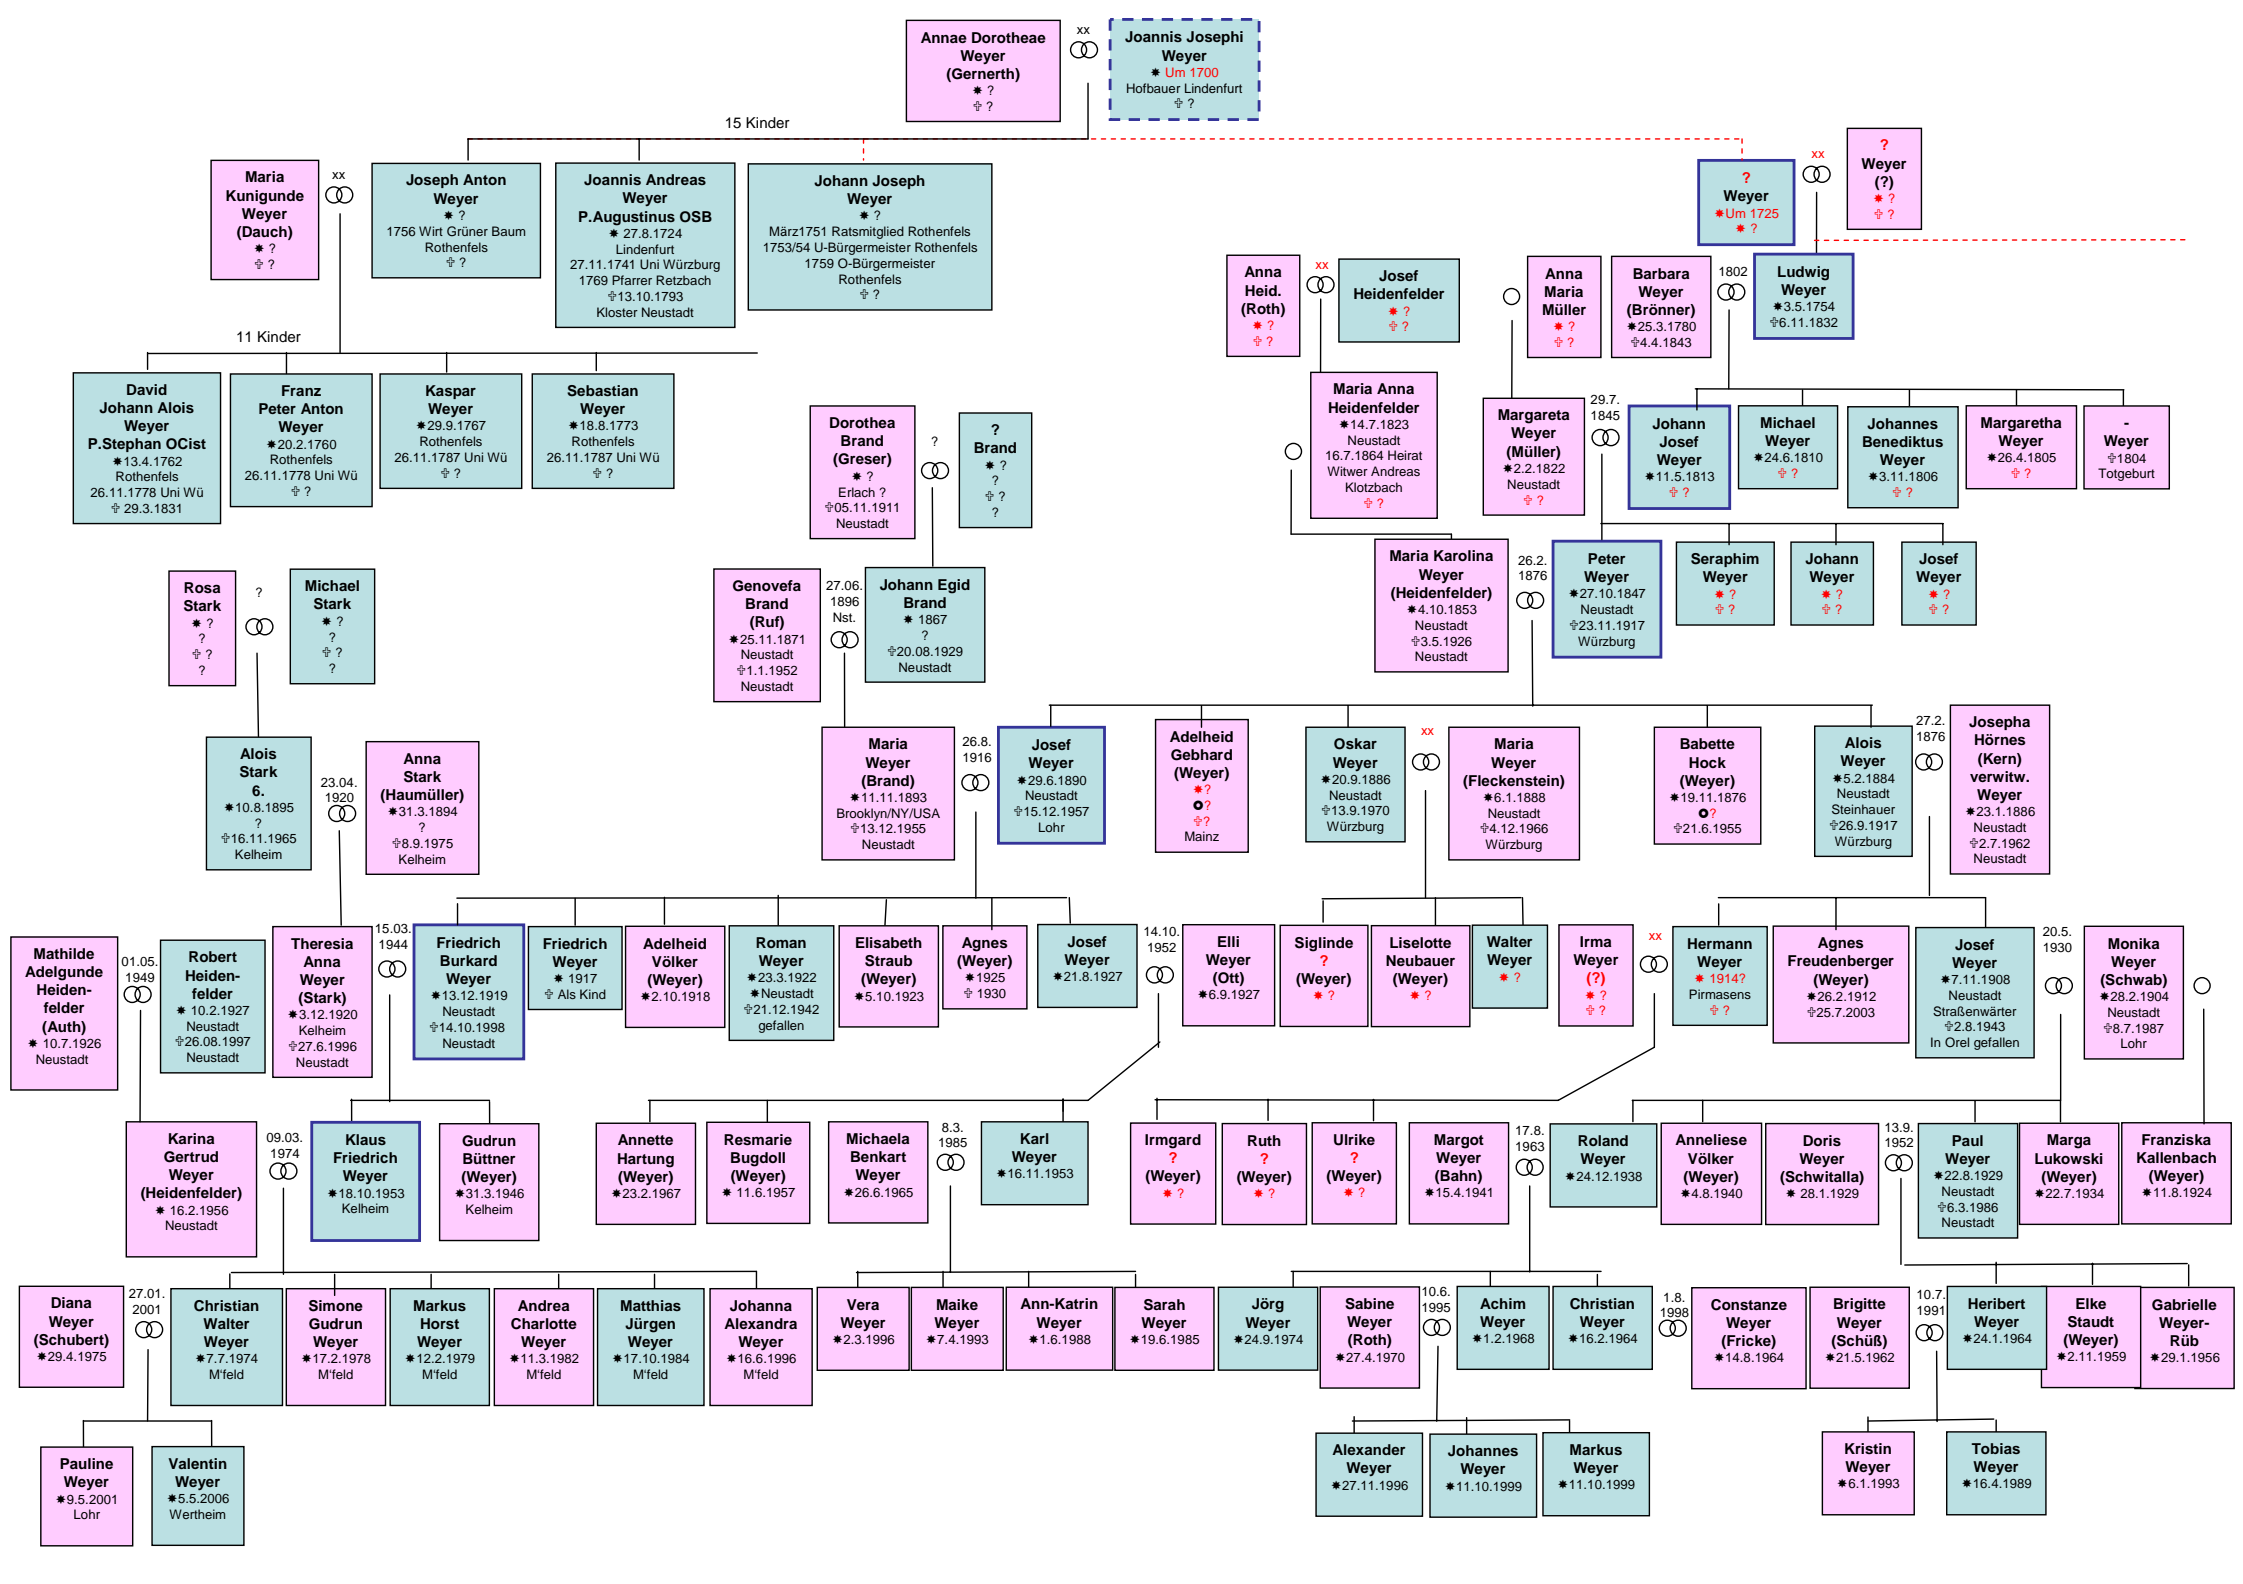 Annae Dorotheae
Weyer
(Gernerth)
✷ ?
✞ ?
xx
Joannis Josephi
Weyer
✷ Um 1700
Hofbauer Lindenfurt
✞ ?
15 Kinder
Maria
Kunigunde
Weyer
(Dauch)
✷ ?
✞ ?
xx
Joseph Anton
Weyer
✷ ?
1756 Wirt Grüner Baum
Rothenfels
✞ ?
Joannis Andreas
Weyer
P.Augustinus OSB
✷ 27.8.1724
Lindenfurt
27.11.1741 Uni Würzburg
1769 Pfarrer Retzbach
✞13.10.1793
Kloster Neustadt
Johann Joseph
Weyer
✷ ?
März1751 Ratsmitglied Rothenfels
1753/54 U-Bürgermeister Rothenfels
1759 O-Bürgermeister
Rothenfels
✞ ?
?
Weyer
✷Um 1725
✷ ?
xx
?
Weyer
(?)
✷ ?
✞ ?
Anna
Heid.
(Roth)
✷ ?
✞ ?
xx
Josef
Heidenfelder
✷ ?
✞ ?
Anna
Maria
Müller
✷ ?
✞ ?
Barbara
Weyer
(Brönner)
✷25.3.1780
✞4.4.1843
1802
Ludwig
Weyer
✷3.5.1754
✞6.11.1832
11 Kinder
David
Johann Alois
Weyer
P.Stephan OCist
✷13.4.1762
Rothenfels
26.11.1778 Uni Wü
✞ 29.3.1831
Franz
Peter Anton
Weyer
✷20.2.1760
Rothenfels
26.11.1778 Uni Wü
✞ ?
Kaspar
Weyer
✷29.9.1767
Rothenfels
26.11.1787 Uni Wü
✞ ?
Sebastian
Weyer
✷18.8.1773
Rothenfels
26.11.1787 Uni Wü
✞ ?
Dorothea
Brand
(Greser)
✷ ?
Erlach ?
✞05.11.1911
Neustadt
?
?
Brand
✷ ?
?
✞ ?
?
Maria Anna
Heidenfelder
✷14.7.1823
Neustadt
16.7.1864 Heirat
Witwer Andreas
Klotzbach
✞ ?
Margareta
Weyer
(Müller)
✷2.2.1822
Neustadt
✞ ?
29.7.
1845
Johann
Josef
Weyer
✷11.5.1813
✞ ?
Michael
Weyer
✷24.6.1810
✞ ?
Johannes
Benediktus
Weyer
✷3.11.1806
✞ ?
Margaretha
Weyer
✷26.4.1805
✞ ?
-
Weyer
✞1804
Totgeburt
Rosa
Stark
✷ ?
?
✞ ?
?
?
Michael
Stark
✷ ?
?
✞ ?
?
Genovefa
Brand
(Ruf)
✷25.11.1871
Neustadt
✞1.1.1952
Neustadt
27.06.
1896
Nst.
Johann Egid
Brand
✷ 1867
?
✞20.08.1929
Neustadt
Maria Karolina
Weyer
(Heidenfelder)
✷4.10.1853
Neustadt
✞3.5.1926
Neustadt
26.2.
1876
Peter
Weyer
✷27.10.1847
Neustadt
✞23.11.1917
Würzburg
Seraphim
Weyer
✷ ?
✞ ?
Johann
Weyer
✷ ?
✞ ?
Josef
Weyer
✷ ?
✞ ?
Alois
Stark
6.
✷10.8.1895
?
✞16.11.1965
Kelheim
23.04.
1920
Anna
Stark
(Haumüller)
✷31.3.1894
?
✞8.9.1975
Kelheim
Maria
Weyer
(Brand)
✷11.11.1893
Brooklyn/NY/USA
✞13.12.1955
Neustadt
26.8.
1916
Josef
Weyer
✷29.6.1890
Neustadt
✞15.12.1957
Lohr
Adelheid
Gebhard
(Weyer)
✷?
?
✞?
Mainz
Oskar
Weyer
✷20.9.1886
Neustadt
✞13.9.1970
Würzburg
xx
Maria
Weyer
(Fleckenstein)
✷6.1.1888
Neustadt
✞4.12.1966
Würzburg
Babette
Hock
(Weyer)
✷19.11.1876
?
✞21.6.1955
Alois
Weyer
✷5.2.1884
Neustadt
Steinhauer
✞26.9.1917
Würzburg
27.2.
1876
Josepha
Hörnes
(Kern)
verwitw.
Weyer
✷23.1.1886
Neustadt
✞2.7.1962
Neustadt
Mathilde
Adelgunde
Heiden-
felder
(Auth)
✷ 10.7.1926
Neustadt
01.05.
1949
Robert
Heiden-
felder
✷ 10.2.1927
Neustadt
✞26.08.1997
Neustadt
Theresia
Anna
Weyer
(Stark)
✷3.12.1920
Kelheim
✞27.6.1996
Neustadt
15.03.
1944
Friedrich
Burkard
Weyer
✷13.12.1919
Neustadt
✞14.10.1998
Neustadt
Friedrich
Weyer
✷ 1917
✞ Als Kind
Adelheid
Völker
(Weyer)
✷2.10.1918
Roman
Weyer
✷23.3.1922
✷Neustadt
✞21.12.1942
gefallen
Elisabeth
Straub
(Weyer)
✷5.10.1923
Agnes
(Weyer)
✷1925
✞ 1930
Josef
Weyer
✷21.8.1927
14.10.
1952
Elli
Weyer
(Ott)
✷6.9.1927
Siglinde
?
(Weyer)
✷ ?
Liselotte
Neubauer
(Weyer)
✷ ?
Walter
Weyer
✷ ?
Irma
Weyer
(?)
✷ ?
✞ ?
xx
Hermann
Weyer
✷ 1914?
Pirmasens
✞ ?
Agnes
Freudenberger
(Weyer)
✷26.2.1912
✞25.7.2003
Josef
Weyer
✷7.11.1908
Neustadt
Straßenwärter
✞2.8.1943
In Orel gefallen
20.5.
1930
Monika
Weyer
(Schwab)
✷28.2.1904
Neustadt
✞8.7.1987
Lohr
Karina
Gertrud
Weyer
(Heidenfelder)
✷ 16.2.1956
Neustadt
09.03.
1974
Klaus
Friedrich
Weyer
✷18.10.1953
Kelheim
Gudrun
Büttner
(Weyer)
✷31.3.1946
Kelheim
Annette
Hartung
(Weyer)
✷23.2.1967
Resmarie
Bugdoll
(Weyer)
✷ 11.6.1957
Michaela
Benkart
Weyer
✷26.6.1965
8.3.
1985
Karl
Weyer
✷16.11.1953
Irmgard
?
(Weyer)
✷ ?
Ruth
?
(Weyer)
✷ ?
Ulrike
?
(Weyer)
✷ ?
Margot
Weyer
(Bahn)
✷15.4.1941
17.8.
1963
Roland
Weyer
✷24.12.1938
Anneliese
Völker
(Weyer)
✷4.8.1940
Doris
Weyer
(Schwitalla)
✷ 28.1.1929
13.9.
1952
Paul
Weyer
✷22.8.1929
Neustadt
✞6.3.1986
Neustadt
Marga
Lukowski
(Weyer)
✷22.7.1934
Franziska
Kallenbach
(Weyer)
✷11.8.1924
Diana
Weyer
(Schubert)
✷29.4.1975
27.01.
2001
Christian
Walter
Weyer
✷7.7.1974
M'feld
Simone
Gudrun
Weyer
✷17.2.1978
M'feld
Markus
Horst
Weyer
✷12.2.1979
M'feld
Andrea
Charlotte
Weyer
✷11.3.1982
M'feld
Matthias
Jürgen
Weyer
✷17.10.1984
M'feld
Johanna
Alexandra
Weyer
✷16.6.1996
M'feld
Vera
Weyer
✷2.3.1996
Maike
Weyer
✷7.4.1993
Ann-Katrin
Weyer
✷1.6.1988
Sarah
Weyer
✷19.6.1985
Jörg
Weyer
✷24.9.1974
Sabine
Weyer
(Roth)
✷27.4.1970
10.6.
1995
Achim
Weyer
✷1.2.1968
Christian
Weyer
✷16.2.1964
1.8.
1998
Constanze
Weyer
(Fricke)
✷14.8.1964
Brigitte
Weyer
(Schüß)
✷21.5.1962
10.7.
1991
Heribert
Weyer
✷24.1.1964
Elke
Staudt
(Weyer)
✷2.11.1959
Gabrielle
Weyer-
Rüb
✷29.1.1956
Pauline
Weyer
✷9.5.2001
Lohr
Valentin
Weyer
✷5.5.2006
Wertheim
Alexander
Weyer
✷27.11.1996
Johannes
Weyer
✷11.10.1999
Markus
Weyer
✷11.10.1999
Kristin
Weyer
✷6.1.1993
Tobias
Weyer
✷16.4.1989